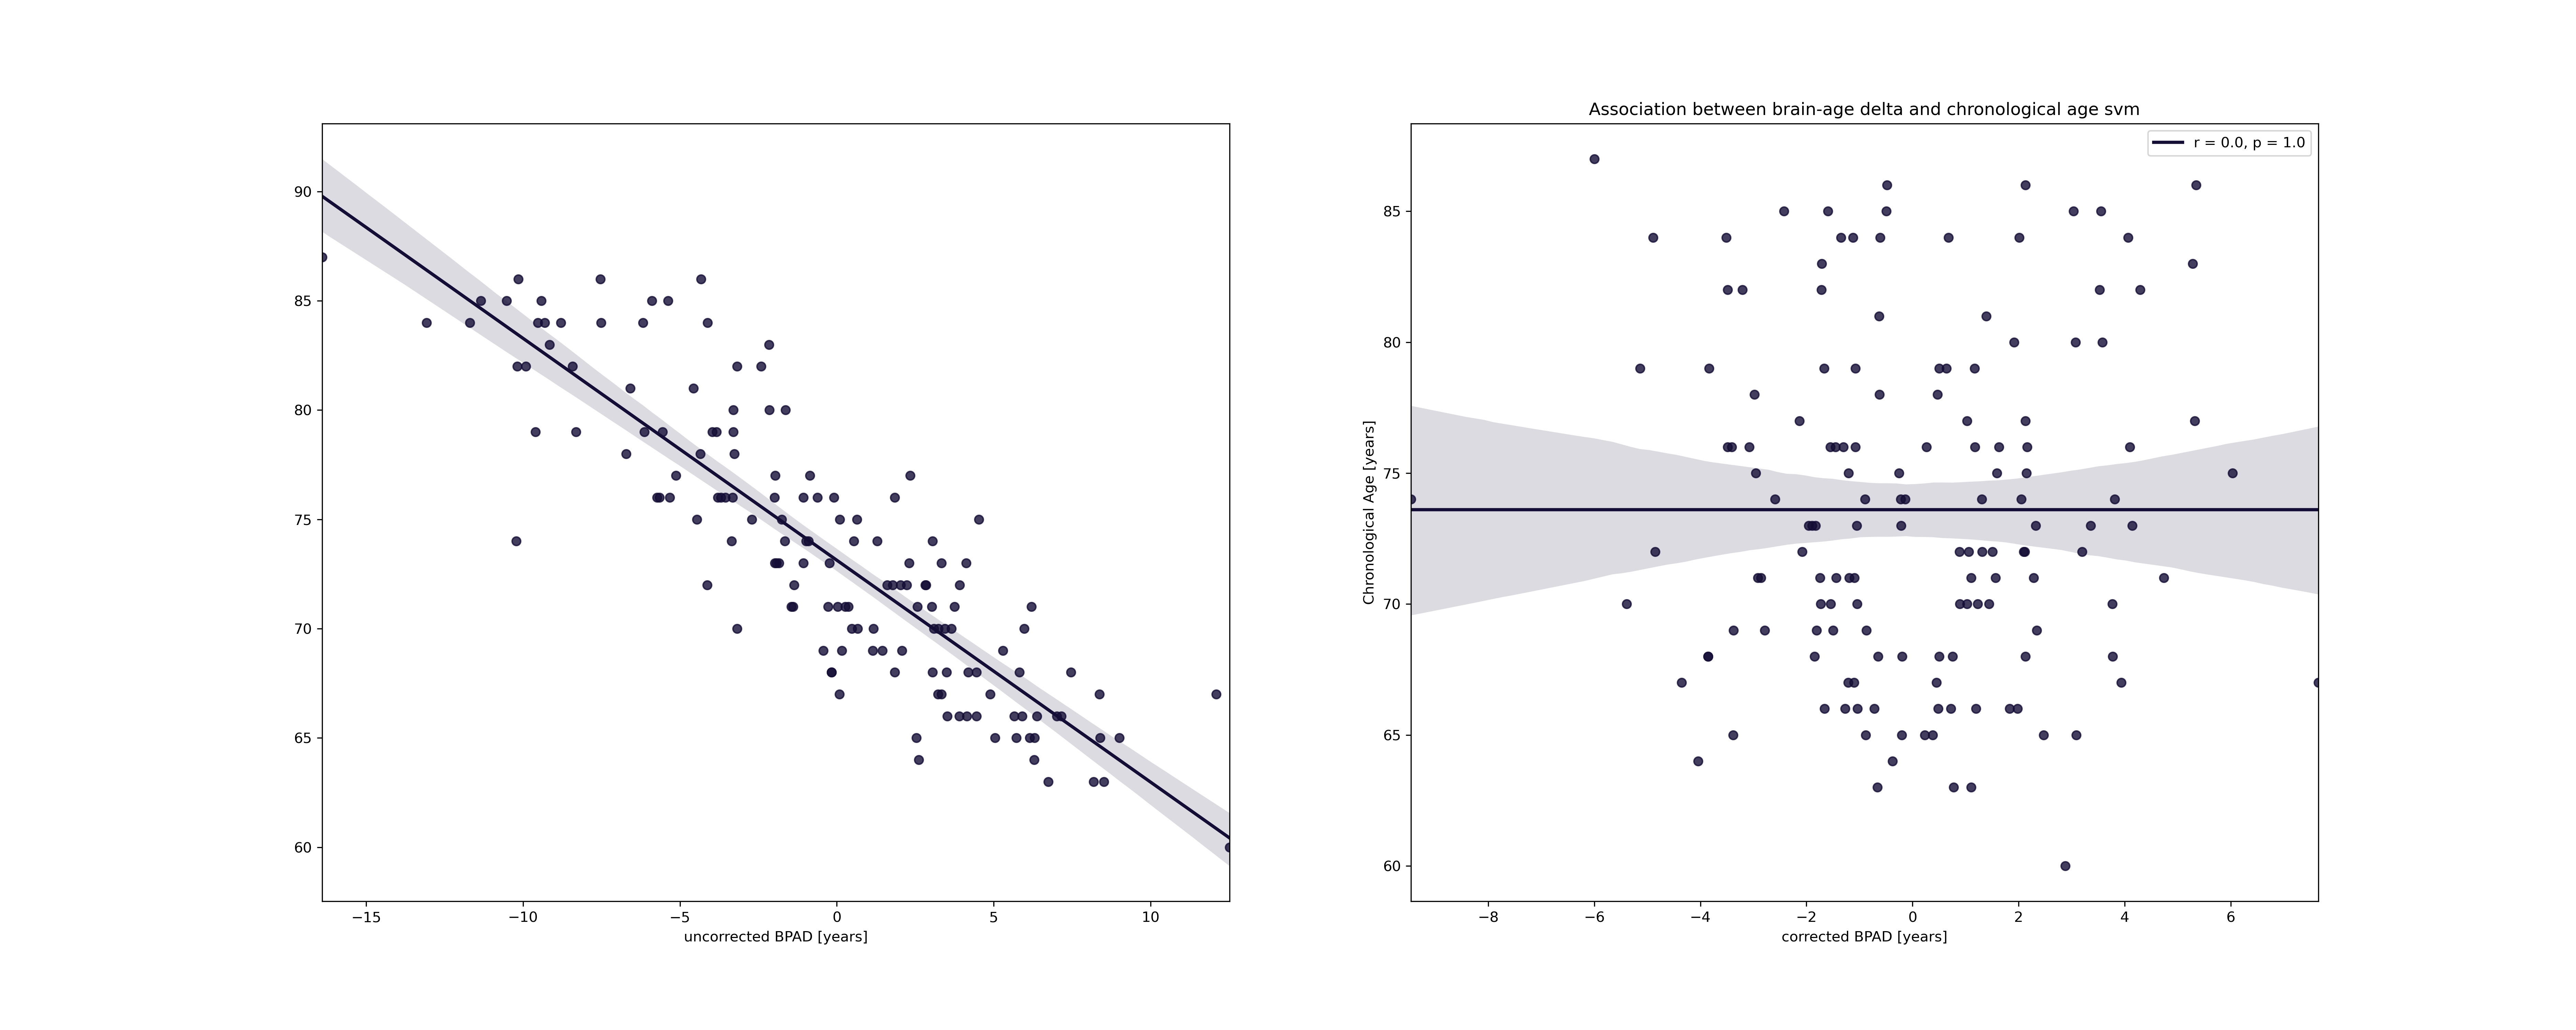 90
85
80
75
70
65
60
−15 −10 −5 0 5 10
uncorrected BPAD [years]
Association between brain-age delta and chronological age svm
r = 0.0, p = 1.0
Chronological Age [years]
85
80
75
70
65
60
−8 −6 −4 −2 0 2 4 6
corrected BPAD [years]